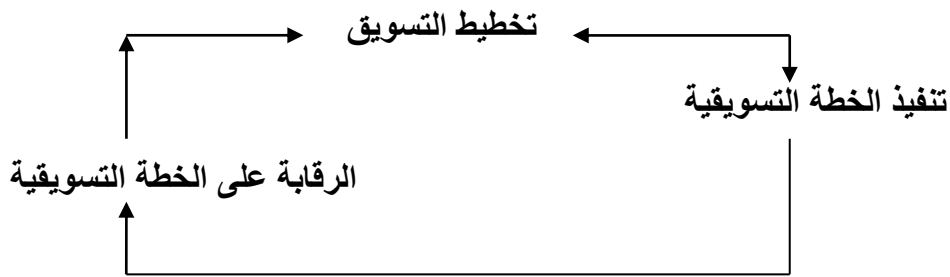 تخطيط التسويق
تنفيذ الخطة التسويقية
الرقابة على الخطة التسويقية